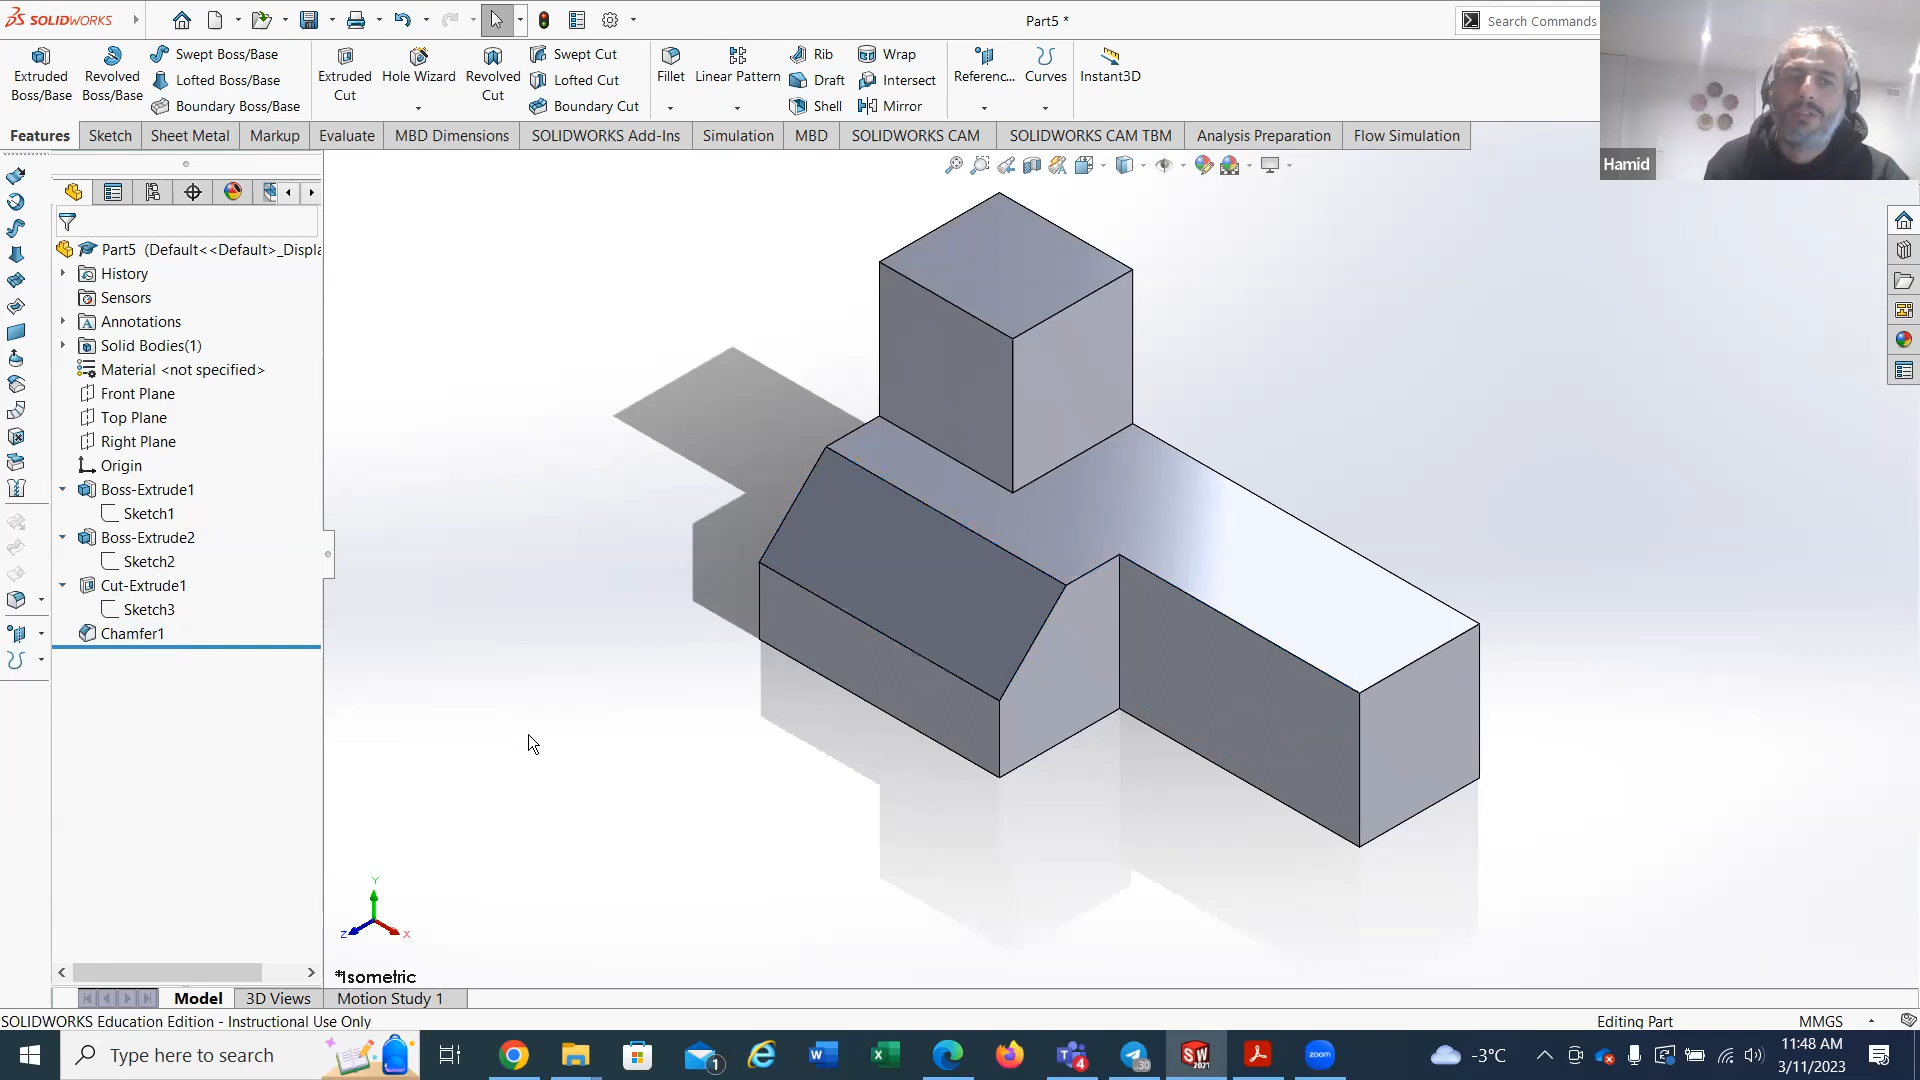 SOLIDWORKS
Part5 *
Search Commands
Extruded Boss/Base
Revolved Boss/Base
Swept Boss/Base
Lofted Boss/Base
Boundary Boss/Base
Extruded Cut
Hole Wizard
Revolved Cut
Swept Cut
Lofted Cut
Boundary Cut
Fillet
Linear Pattern
Rib
Draft
Shell
Wrap
Intersect
Mirror
Referenc...
Curves
Instant3D
Features
Sketch
Sheet Metal
Markup
Evaluate
MBD Dimensions
SOLIDWORKS Add-Ins
Simulation
MBD
SOLIDWORKS CAM
SOLIDWORKS CAM TBM
Analysis Preparation
Flow Simulation
Hamid
Part5 (Default<<Default>_Displa
History
Sensors
Annotations
Solid Bodies(1)
Material <not specified>
Front Plane
Top Plane
Right Plane
Origin
Boss-Extrude1
Sketch1
Boss-Extrude2
Sketch2
Cut-Extrude1
Sketch3
Chamfer1
Y
Z
X
*Isometric
Model
3D Views
Motion Study 1
SOLIDWORKS Education Edition - Instructional Use Only
Editing Part
MMGS
Type here to search
1
4
30
SW
2021
zoom
-3°C
11:48 AM
3/11/2023